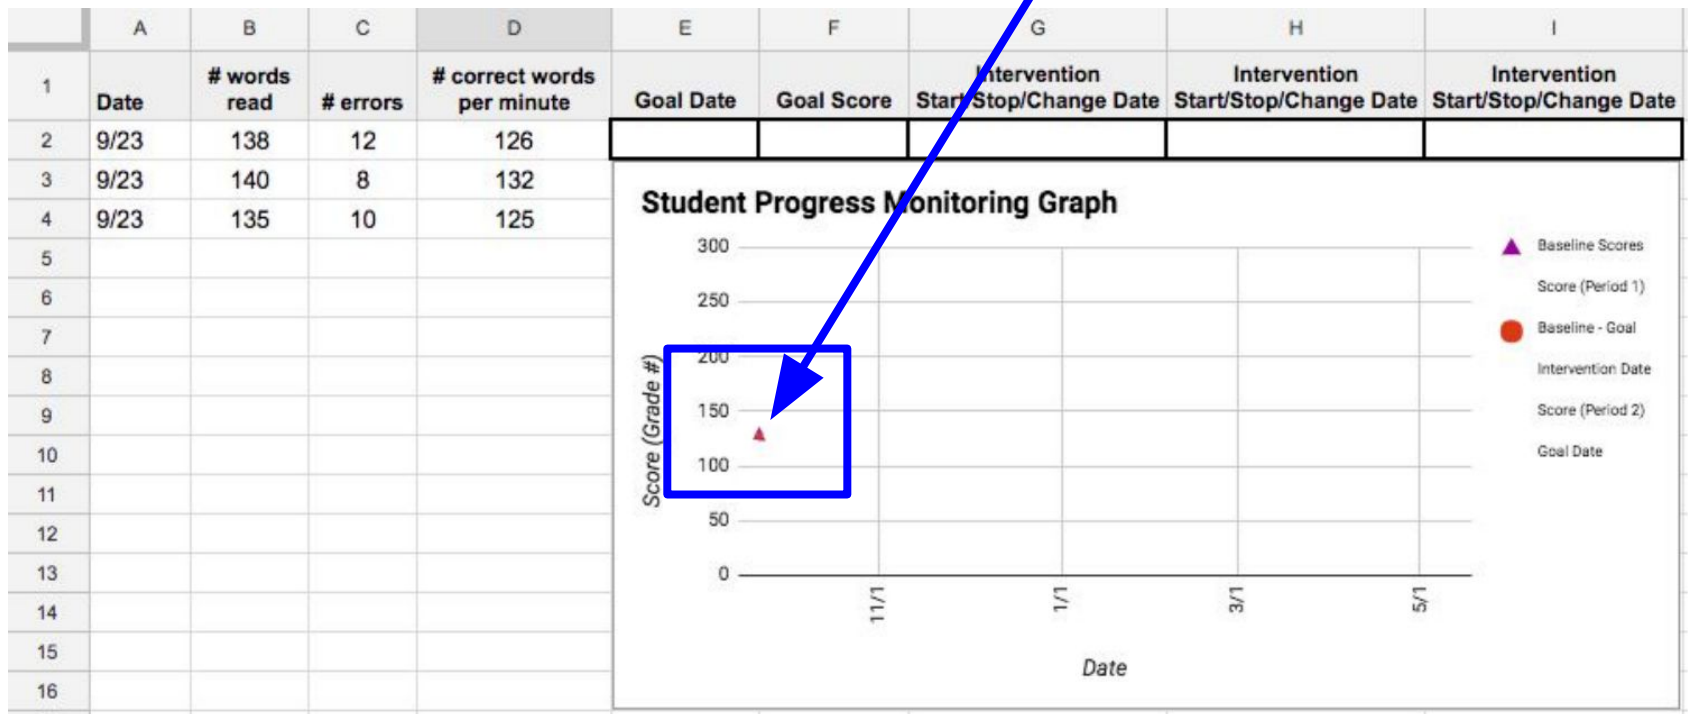 A B C D E F G H I
1 Date # words read # errors # correct words per minute Goal Date Goal Score Intervention Start/Stop/Change Date Intervention Start/Stop/Change Date Intervention Start/Stop/Change Date
2 9/23 138 12 126
3 9/23 140 8 132
4 9/23 135 10 125
5
6
7
8
9
10
11
12
13
14
15
16
Student Progress Monitoring Graph
300
250
200
150
100
50
0
Score (Grade #)
11/1 1/1 3/1 5/1
Date
Baseline Scores
Score (Period 1)
Baseline - Goal
Intervention Date
Score (Period 2)
Goal Date